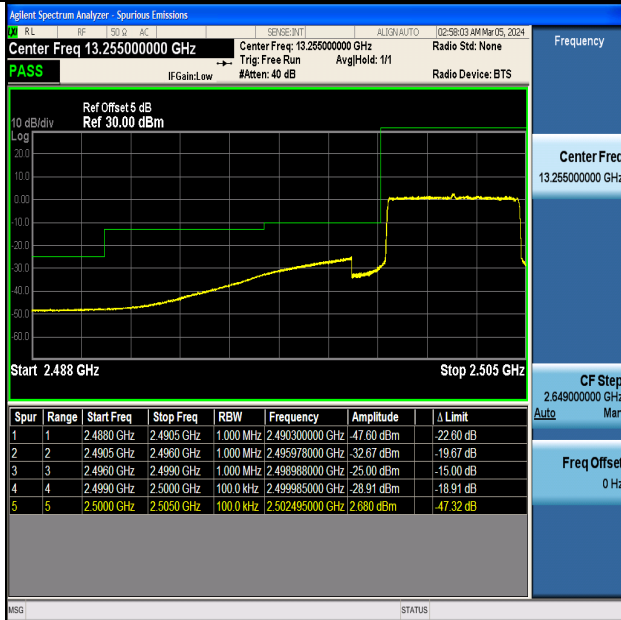 Agilent Spectrum Analyzer - Spurious Emissions
LXI RL RF 50 Ω AC SENSE:INT ALIGN AUTO 02:58:03 AM Mar 05, 2024
Center Freq 13.255000000 GHz
Center Freq: 13.255000000 GHz
Radio Std: None
Trig: Free Run Avg|Hold: 1/1
PASS
IFGain:Low
#Atten: 40 dB
Radio Device: BTS
Ref Offset 5 dB
10 dB/div Ref 30.00 dBm
Log
20.0
10.0
0.00
-10.0
-20.0
-30.0
-40.0
-50.0
-60.0
Start 2.488 GHz Stop 2.505 GHz
Spur Range Start Freq Stop Freq RBW Frequency Amplitude Δ Limit
1 1 2.4880 GHz 2.4905 GHz 1.000 MHz 2.490300000 GHz -47.60 dBm -22.60 dB
2 2 2.4905 GHz 2.4960 GHz 1.000 MHz 2.495978000 GHz -32.67 dBm -19.67 dB
3 3 2.4960 GHz 2.4990 GHz 1.000 MHz 2.498988000 GHz -25.00 dBm -15.00 dB
4 4 2.4990 GHz 2.5000 GHz 100.0 kHz 2.499985000 GHz -28.91 dBm -18.91 dB
5 5 2.5000 GHz 2.5050 GHz 100.0 kHz 2.502495000 GHz 2.680 dBm -47.32 dB
MSG STATUS
Frequency
Center Freq
13.255000000 GHz
CF Step
2.649000000 GHz
Auto Man
Freq Offset
0 Hz